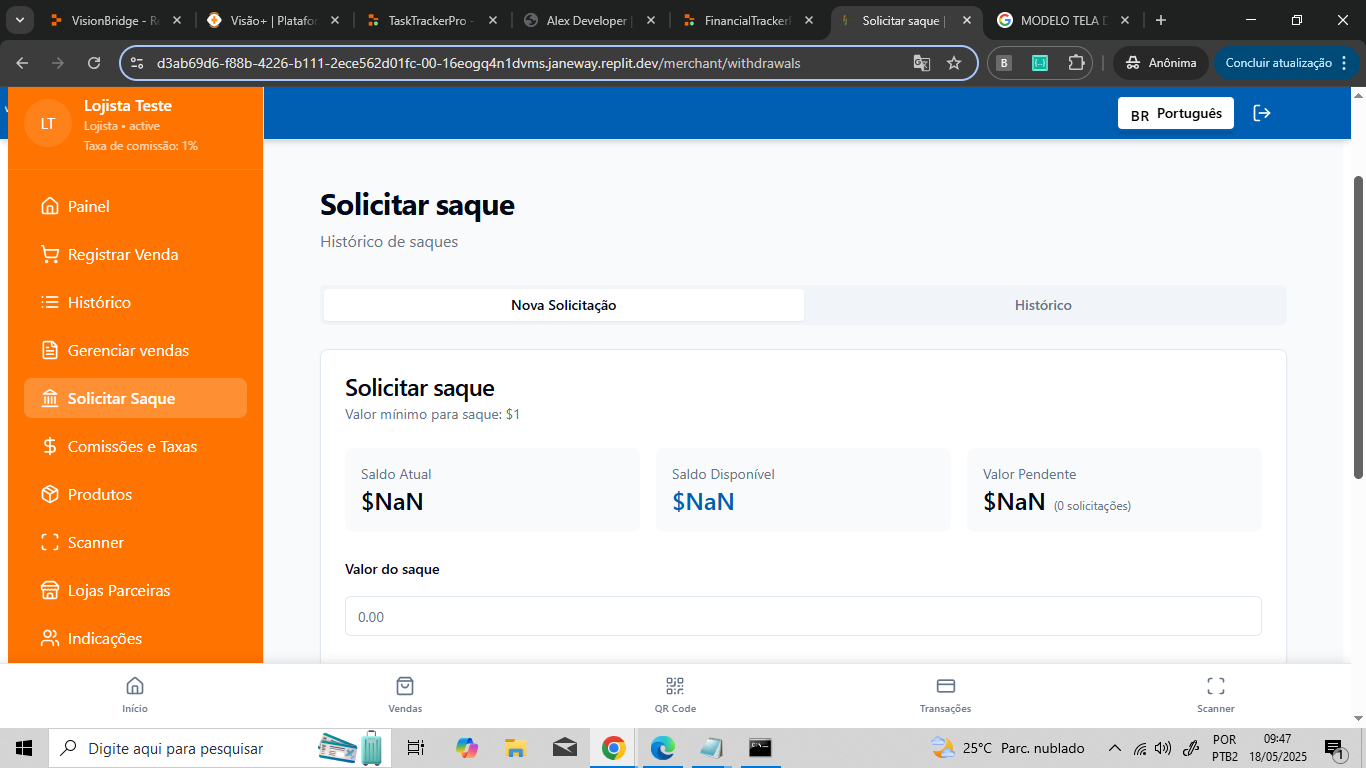 VisionBridge - Re
Visão+ | Platafor
TaskTrackerPro -
Alex Developer |
FinancialTrackerP
Solicitar saque |
MODELO TELA D
d3ab69d6-f88b-4226-b111-2ece562d01fc-00-16eogq4n1dvms.janeway.replit.dev/merchant/withdrawals
B
Anônima
Concluir atualização
LT
Lojista Teste
Lojista • active
Taxa de comissão: 1%
BR Português
Painel
Registrar Venda
Histórico
Gerenciar vendas
Solicitar Saque
Comissões e Taxas
Produtos
Scanner
Lojas Parceiras
Indicações
Solicitar saque
Histórico de saques
Nova Solicitação
Histórico
Solicitar saque
Valor mínimo para saque: $1
Saldo Atual
$NaN
Saldo Disponível
$NaN
Valor Pendente
$NaN (0 solicitações)
Valor do saque
0.00
Início
Vendas
QR Code
Transações
Scanner
Digite aqui para pesquisar
25°C Parc. nublado
POR
PTB2
09:47
18/05/2025
1